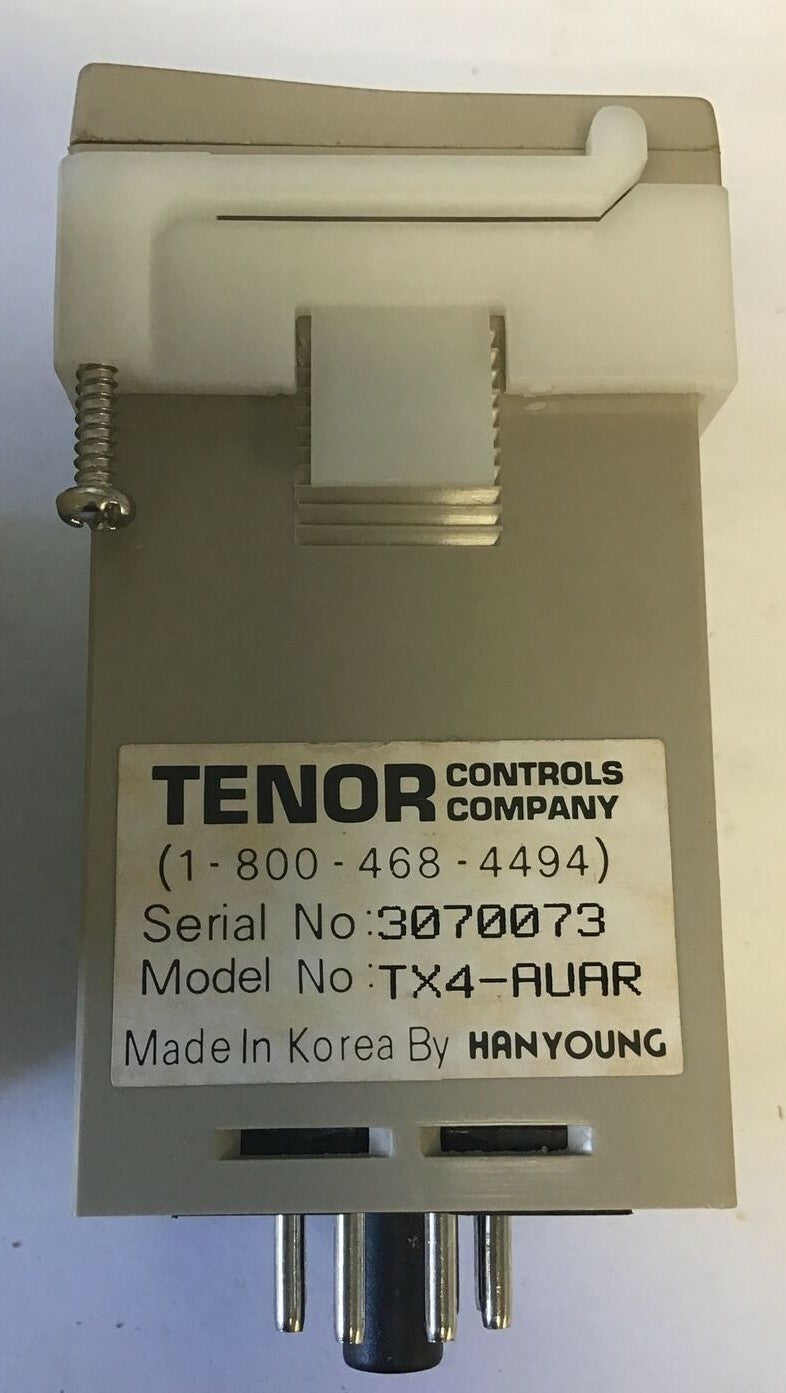 TENOR CONTROLS COMPANY
(1-800-468-4494)
Serial No:3070073
Model No:TX4-AUAR
Made In Korea By HANYOUNG